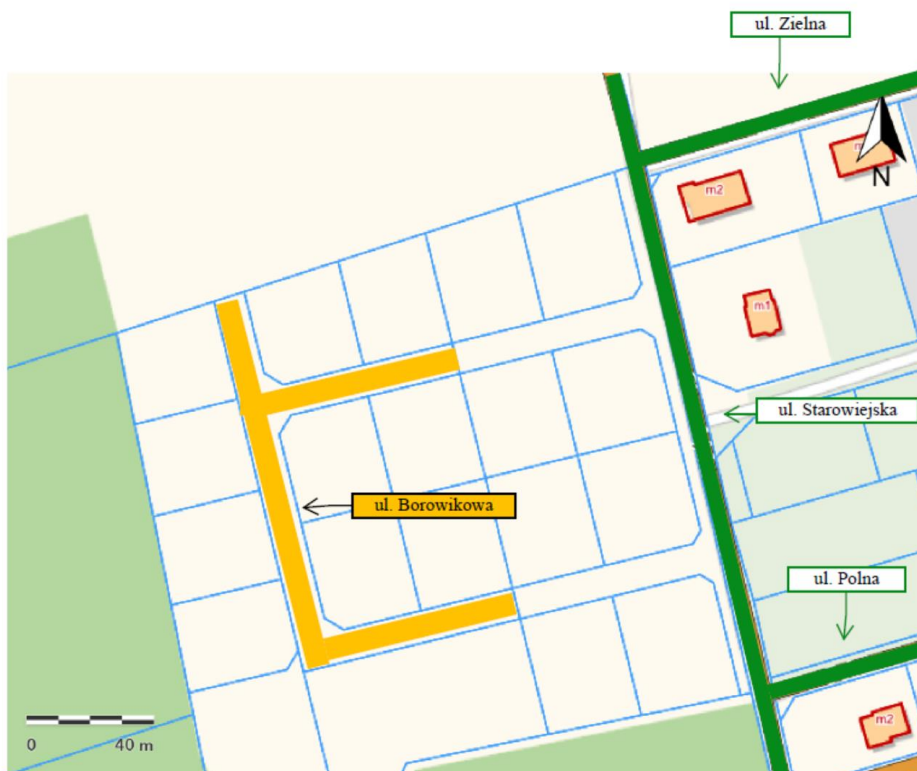 ul. Zielna
N
m2
m1
ul. Starowiejska
ul. Borowikowa
ul. Polna
m2
0 40 m